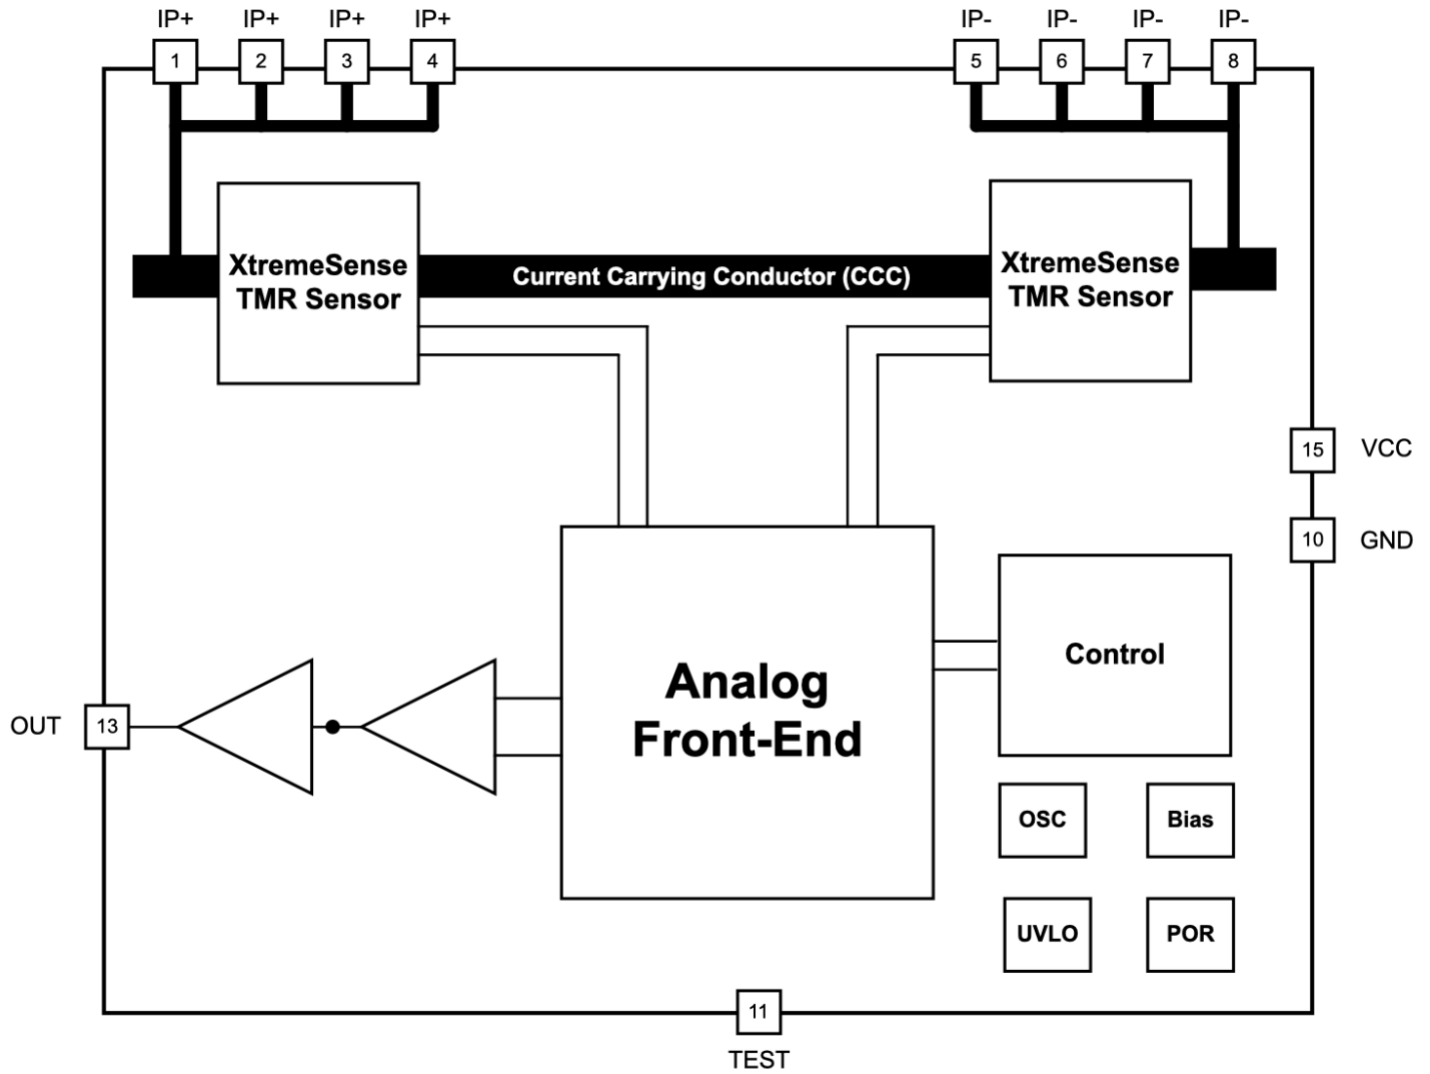 IP+ IP+ IP+ IP+ IP- IP- IP- IP-
1 2 3 4 5 6 7 8
XtremeSense
TMR Sensor
Current Carrying Conductor (CCC)
XtremeSense
TMR Sensor
15 VCC
10 GND
Control
Analog
Front-End
OUT 13
OSC Bias
UVLO POR
11
TEST